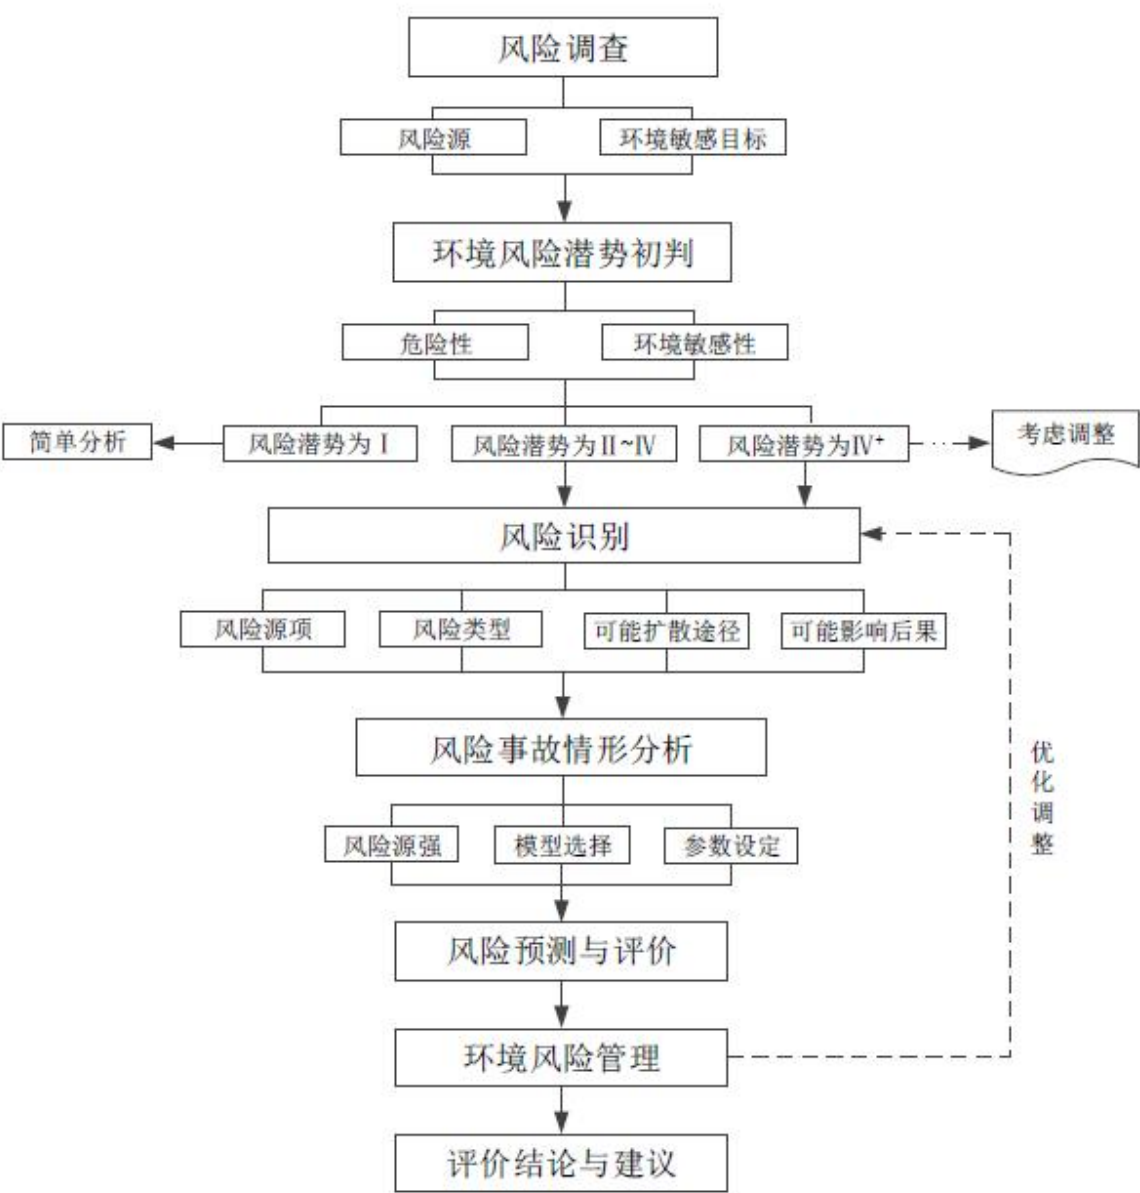 风险调查
风险源
环境敏感目标
环境风险潜势初判
危险性
环境敏感性
简单分析
风险潜势为Ⅰ
风险潜势为Ⅱ~Ⅳ
风险潜势为Ⅳ⁺
考虑调整
风险识别
风险源项
风险类型
可能扩散途径
可能影响后果
风险事故情形分析
优化调整
风险源强
模型选择
参数设定
风险预测与评价
环境风险管理
评价结论与建议